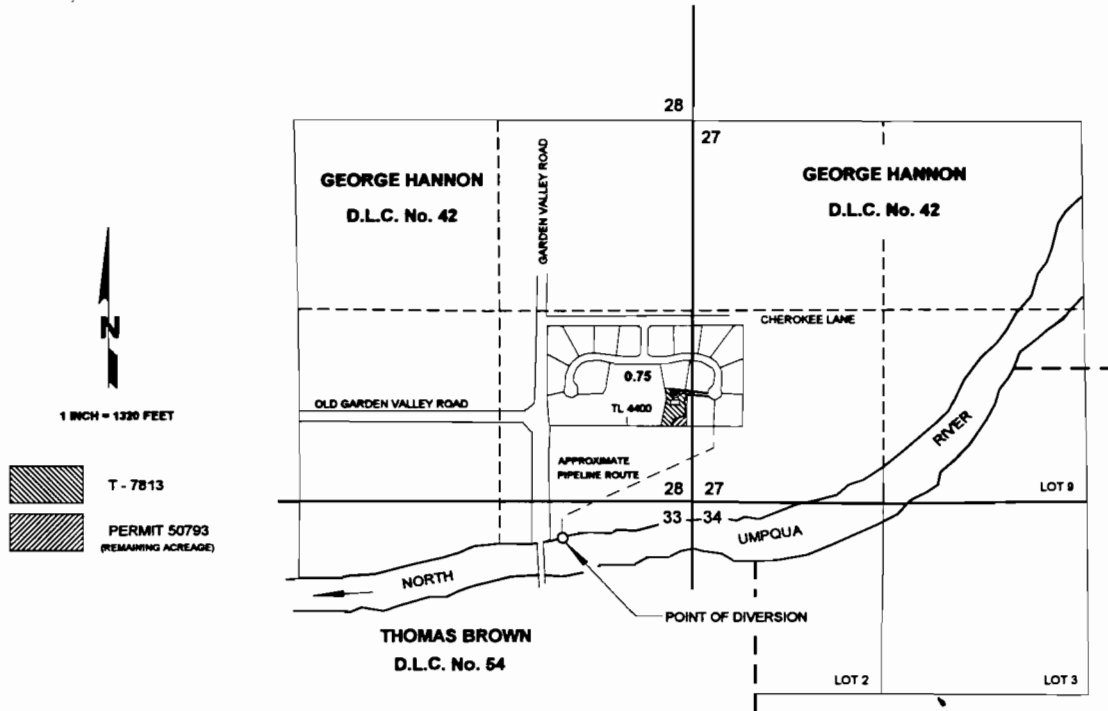 28
27
GEORGE HANNON
D.L.C. No. 42
GARDEN VALLEY ROAD
GEORGE HANNON
D.L.C. No. 42
N
1 INCH = 1320 FEET
CHEROKEE LANE
0.75
TL 4400
OLD GARDEN VALLEY ROAD
APPROXIMATE
PIPELINE ROUTE
RIVER
T - 7813
PERMIT 50793
(REMAINING ACREAGE)
28
27
LOT 9
33
34
UMPQUA
NORTH
POINT OF DIVERSION
THOMAS BROWN
D.L.C. No. 54
LOT 2
LOT 3